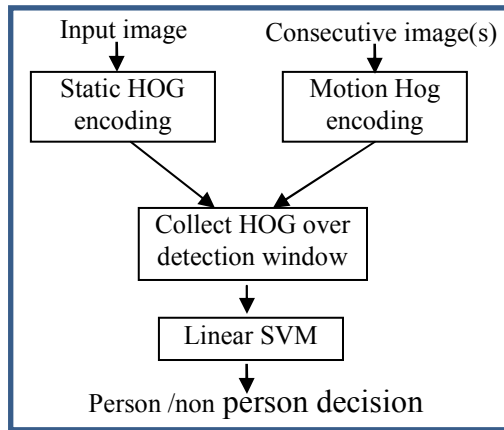 Input image
Consecutive image(s)
Static HOG
encoding
Motion Hog
encoding
Collect HOG over
detection window
Linear SVM
Person /non person decision